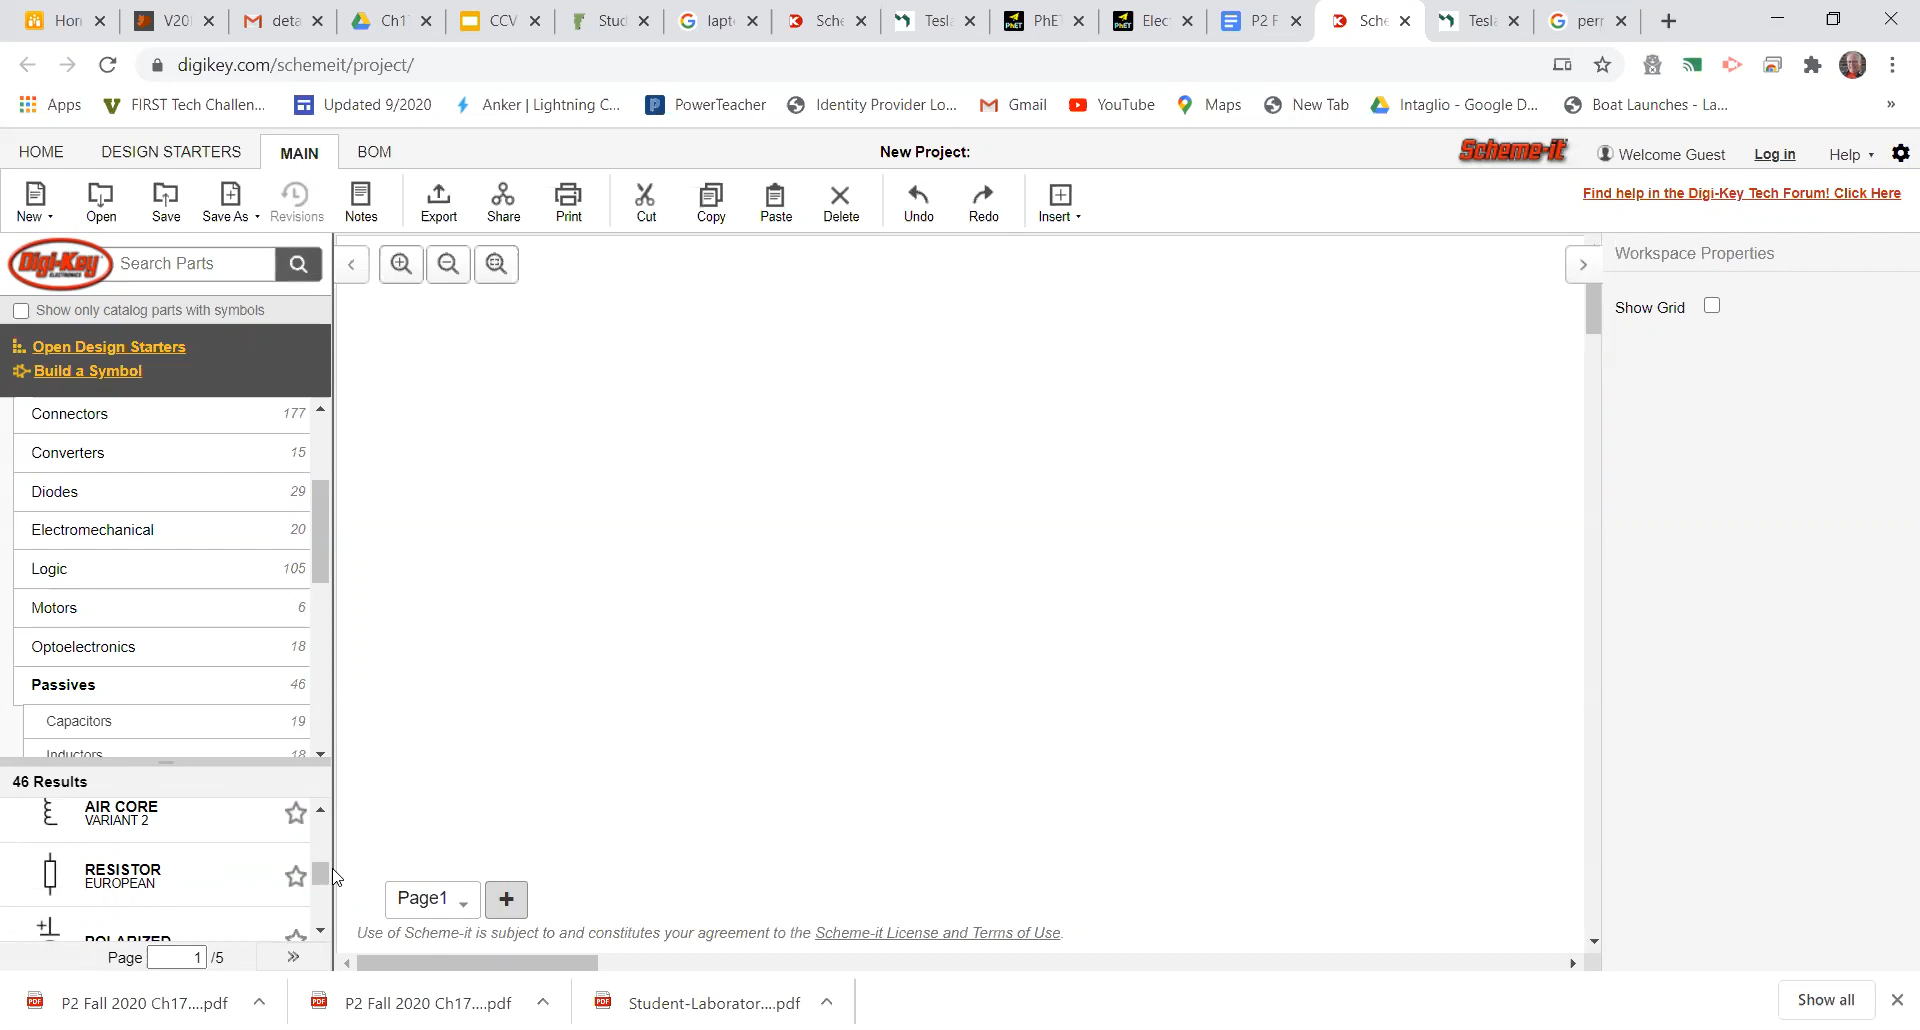 Hon
V20
deta
Ch1
CCV
Stud
lapt
Sche
Tesla
PhE
Elec
P2 F
Sche
Tesla
perr
digikey.com/schemeit/project/
Apps
FIRST Tech Challen...
Updated 9/2020
Anker | Lightning C...
PowerTeacher
Identity Provider Lo...
Gmail
YouTube
Maps
New Tab
Intaglio - Google D...
Boat Launches - La...
»
HOME
DESIGN STARTERS
MAIN
BOM
New Project:
Scheme-it
Welcome Guest
Log in
Help
New
Open
Save
Save As
Revisions
Notes
Export
Share
Print
Cut
Copy
Paste
Delete
Undo
Redo
Insert
Find help in the Digi-Key Tech Forum! Click Here
Digi-Key
ELECTRONICS
Search Parts
Workspace Properties
Show only catalog parts with symbols
Show Grid
Open Design Starters
Build a Symbol
Connectors 177
Converters 15
Diodes 29
Electromechanical 20
Logic 105
Motors 6
Optoelectronics 18
Passives 46
Capacitors 19
Inductors 18
46 Results
AIR CORE
VARIANT 2
RESISTOR
EUROPEAN
POLARIZED
Page 1 /5
»
Page1
+
Use of Scheme-it is subject to and constitutes your agreement to the Scheme-it License and Terms of Use.
P2 Fall 2020 Ch17....pdf
P2 Fall 2020 Ch17....pdf
Student-Laborator....pdf
Show all